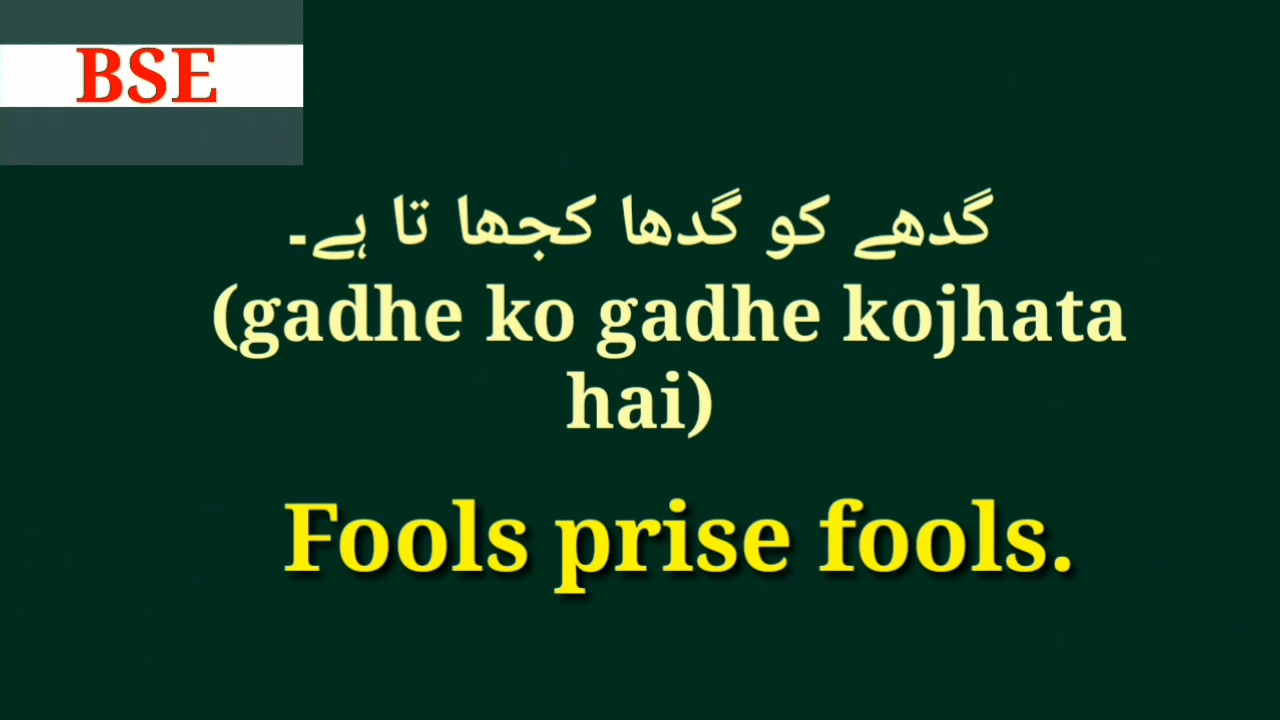 BSE
گدھے کو گدھا کجھا تا ہے۔
(gadhe ko gadhe kojhata
hai)
Fools prise fools.